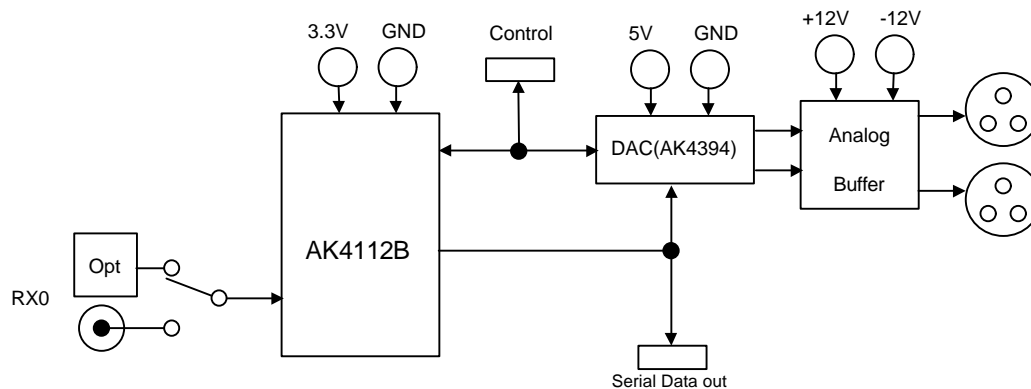 3.3V
GND
Control
5V
GND
+12V
-12V
DAC(AK4394)
Analog
Buffer
AK4112B
Opt
RX0
Serial Data out